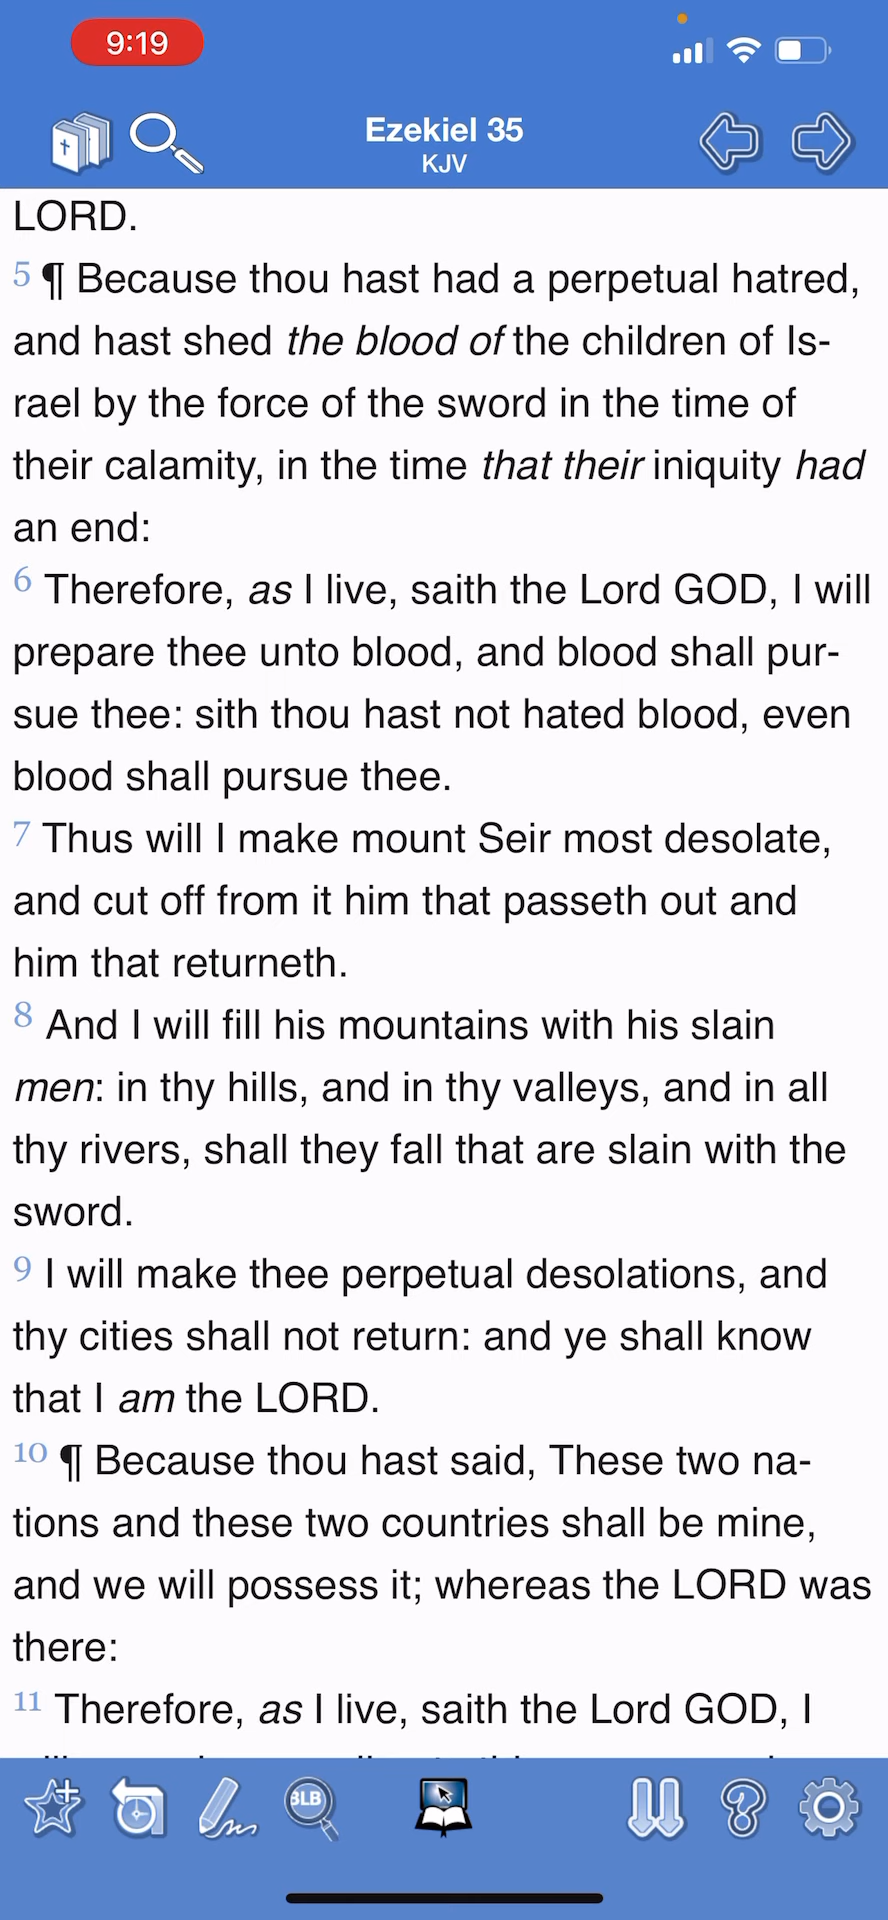 9:19
Ezekiel 35
KJV
LORD.
5 ¶ Because thou hast had a perpetual hatred,
and hast shed the blood of the children of Is-
rael by the force of the sword in the time of
their calamity, in the time that their iniquity had
an end:
6 Therefore, as I live, saith the Lord GOD, I will
prepare thee unto blood, and blood shall pur-
sue thee: sith thou hast not hated blood, even
blood shall pursue thee.
7 Thus will I make mount Seir most desolate,
and cut off from it him that passeth out and
him that returneth.
8 And I will fill his mountains with his slain
men: in thy hills, and in thy valleys, and in all
thy rivers, shall they fall that are slain with the
sword.
9 I will make thee perpetual desolations, and
thy cities shall not return: and ye shall know
that I am the LORD.
10 ¶ Because thou hast said, These two na-
tions and these two countries shall be mine,
and we will possess it; whereas the LORD was
there:
11 Therefore, as I live, saith the Lord GOD, I
BLB